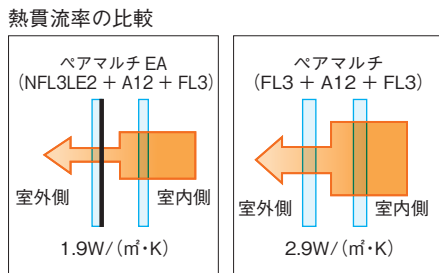 熱貫流率の比較
ペアマルチEA
(NFL3LE2 + A12 + FL3)
室外側
室内側
1.9W/(㎡・K)
ペアマルチ
(FL3 + A12 + FL3)
室外側
室内側
2.9W/(㎡・K)